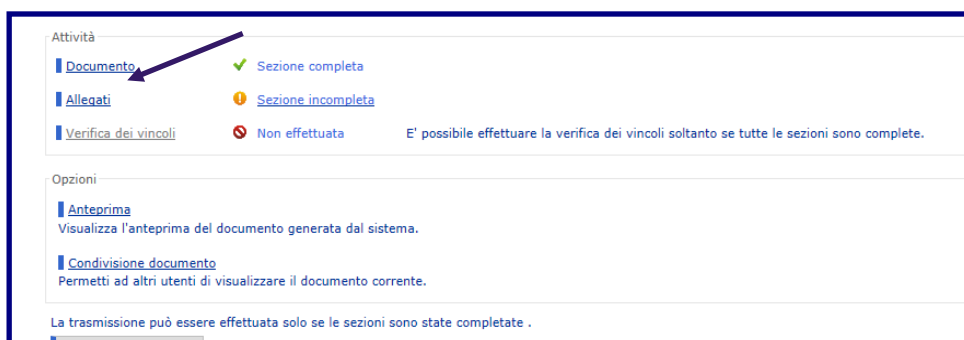 Attività
Documento Sezione completa
Allegati Sezione incompleta
Verifica dei vincoli Non effettuata E' possibile effettuare la verifica dei vincoli soltanto se tutte le sezioni sono complete.
Opzioni
Anteprima
Visualizza l'anteprima del documento generata dal sistema.
Condivisione documento
Permetti ad altri utenti di visualizzare il documento corrente.
La trasmissione può essere effettuata solo se le sezioni sono state completate .